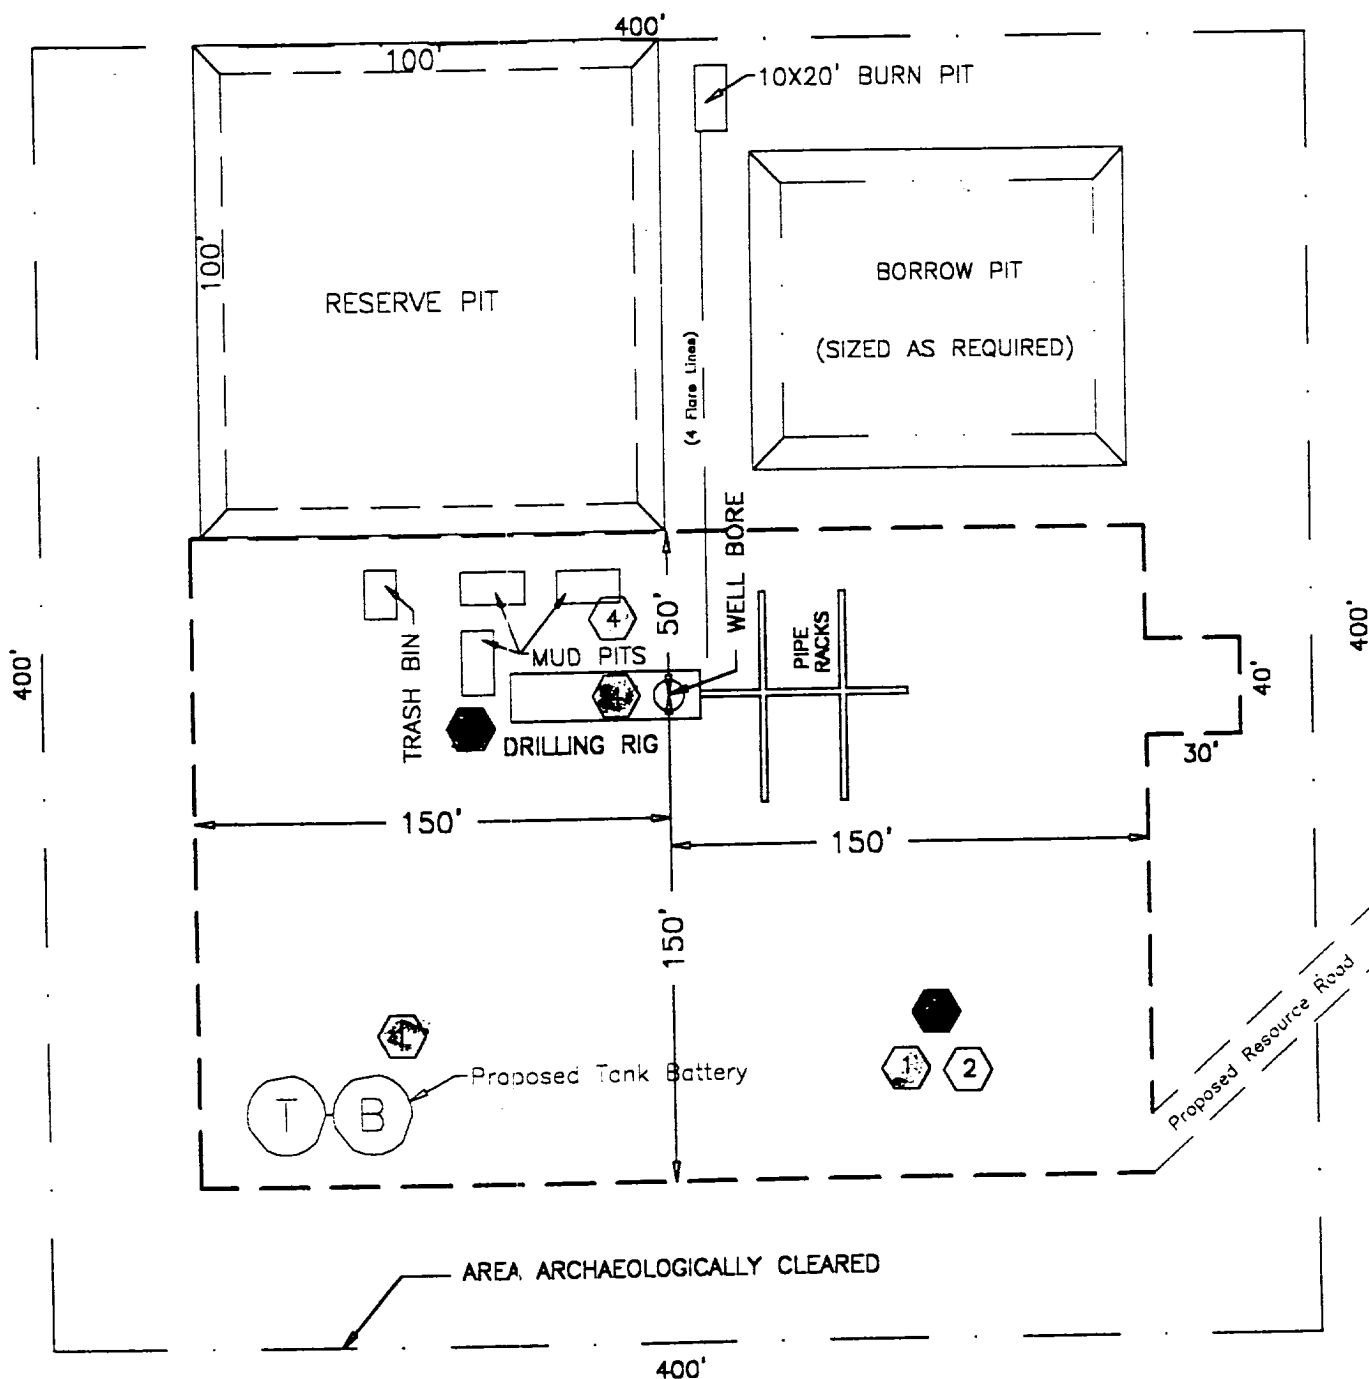 400'
100'
10X20' BURN PIT
100'
RESERVE PIT
BORROW PIT
(SIZED AS REQUIRED)
(4 Flare Lines)
WELL BORE
50'
4
TRASH BIN
MUD PITS
PIPE
RACKS
400'
400'
40'
30'
DRILLING RIG
150'
150'
150'
Proposed Resource Road
1
2
Proposed Tank Battery
T
B
AREA ARCHAEOLOGICALLY CLEARED
400'